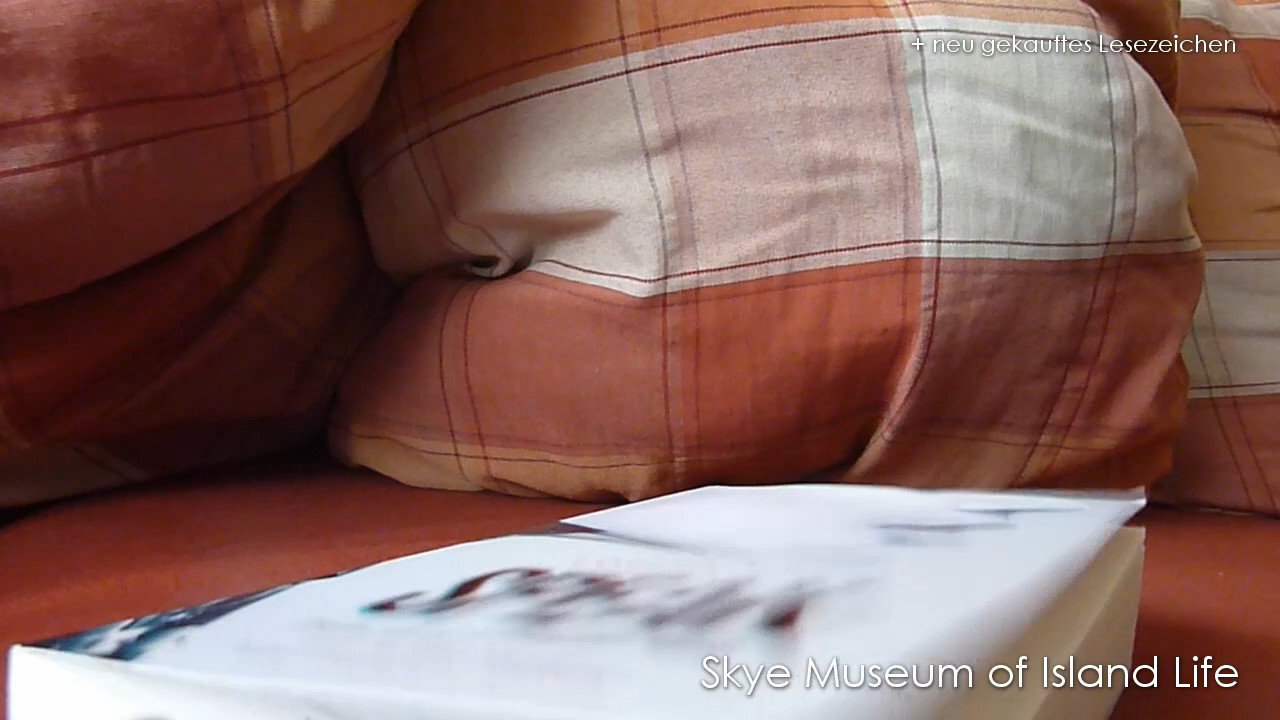 + neu gekauftes Lesezeichen
Skye Museum of Island Life